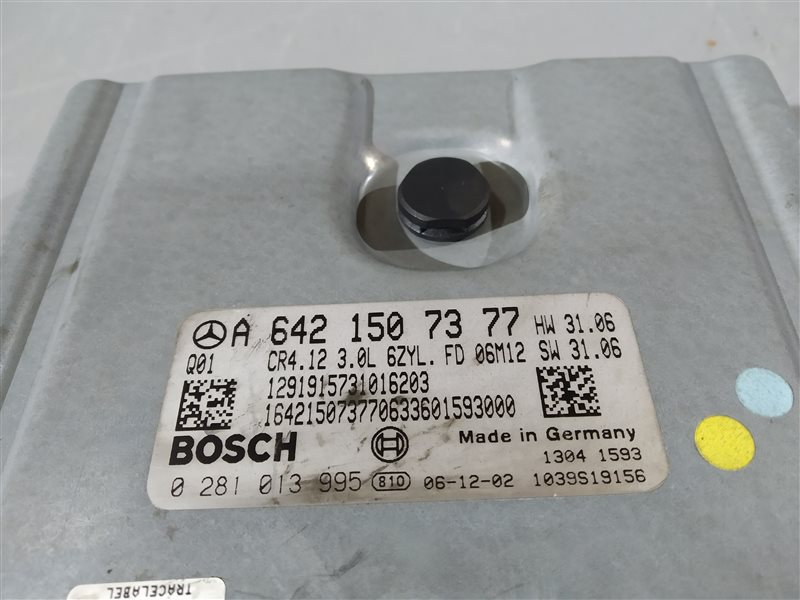 A 642 150 73 77 HW 31.06
Q01 CR4.12 3.0L 6ZYL. FD 06M12 SW 31.06
1291915731016203
164215073770633601593000
BOSCH Made in Germany
1304 1593
0 281 013 995 810 06-12-02 1039S19156
TRACELABEL